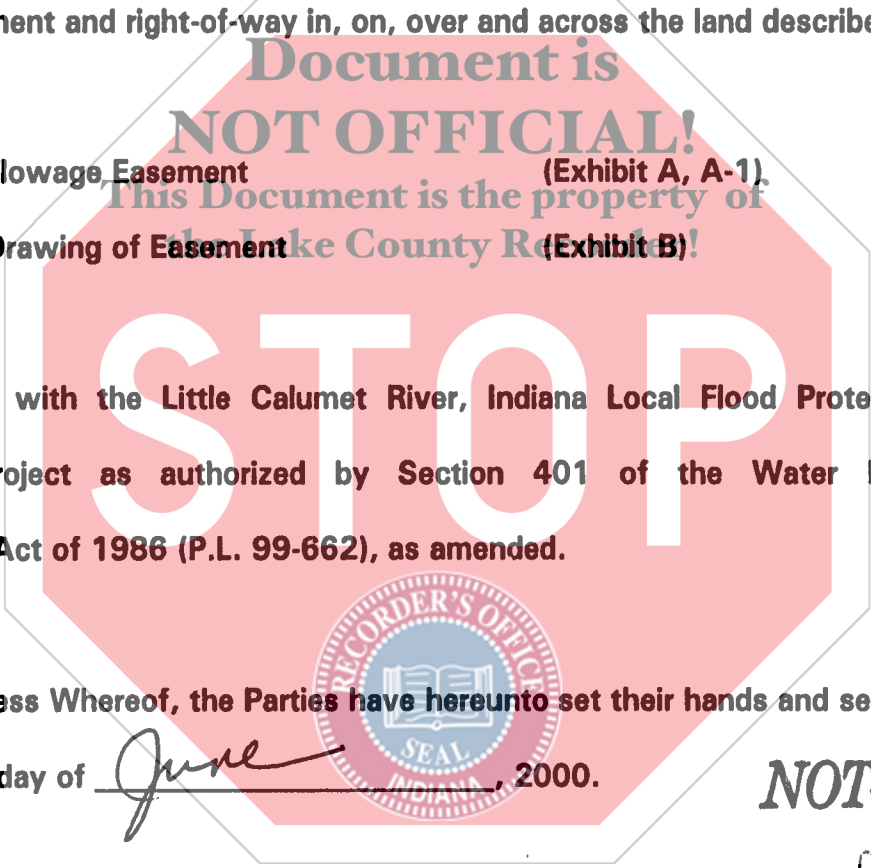 ment and right-of-way in, on, over and across the land describe
Document is
NOT OFFICIAL!
lowage Easement (Exhibit A, A-1)
This Document is the property of
Drawing of Easement (Exhibit B)
the Lake County Recorder!
STOP
with the Little Calumet River, Indiana Local Flood Prote
roject as authorized by Section 401 of the Water
Act of 1986 (P.L. 99-662), as amended.
RECORDER'S OFFICE
SEAL
INDIANA
ess Whereof, the Parties have hereunto set their hands and se
day of June, 2000.
NOT